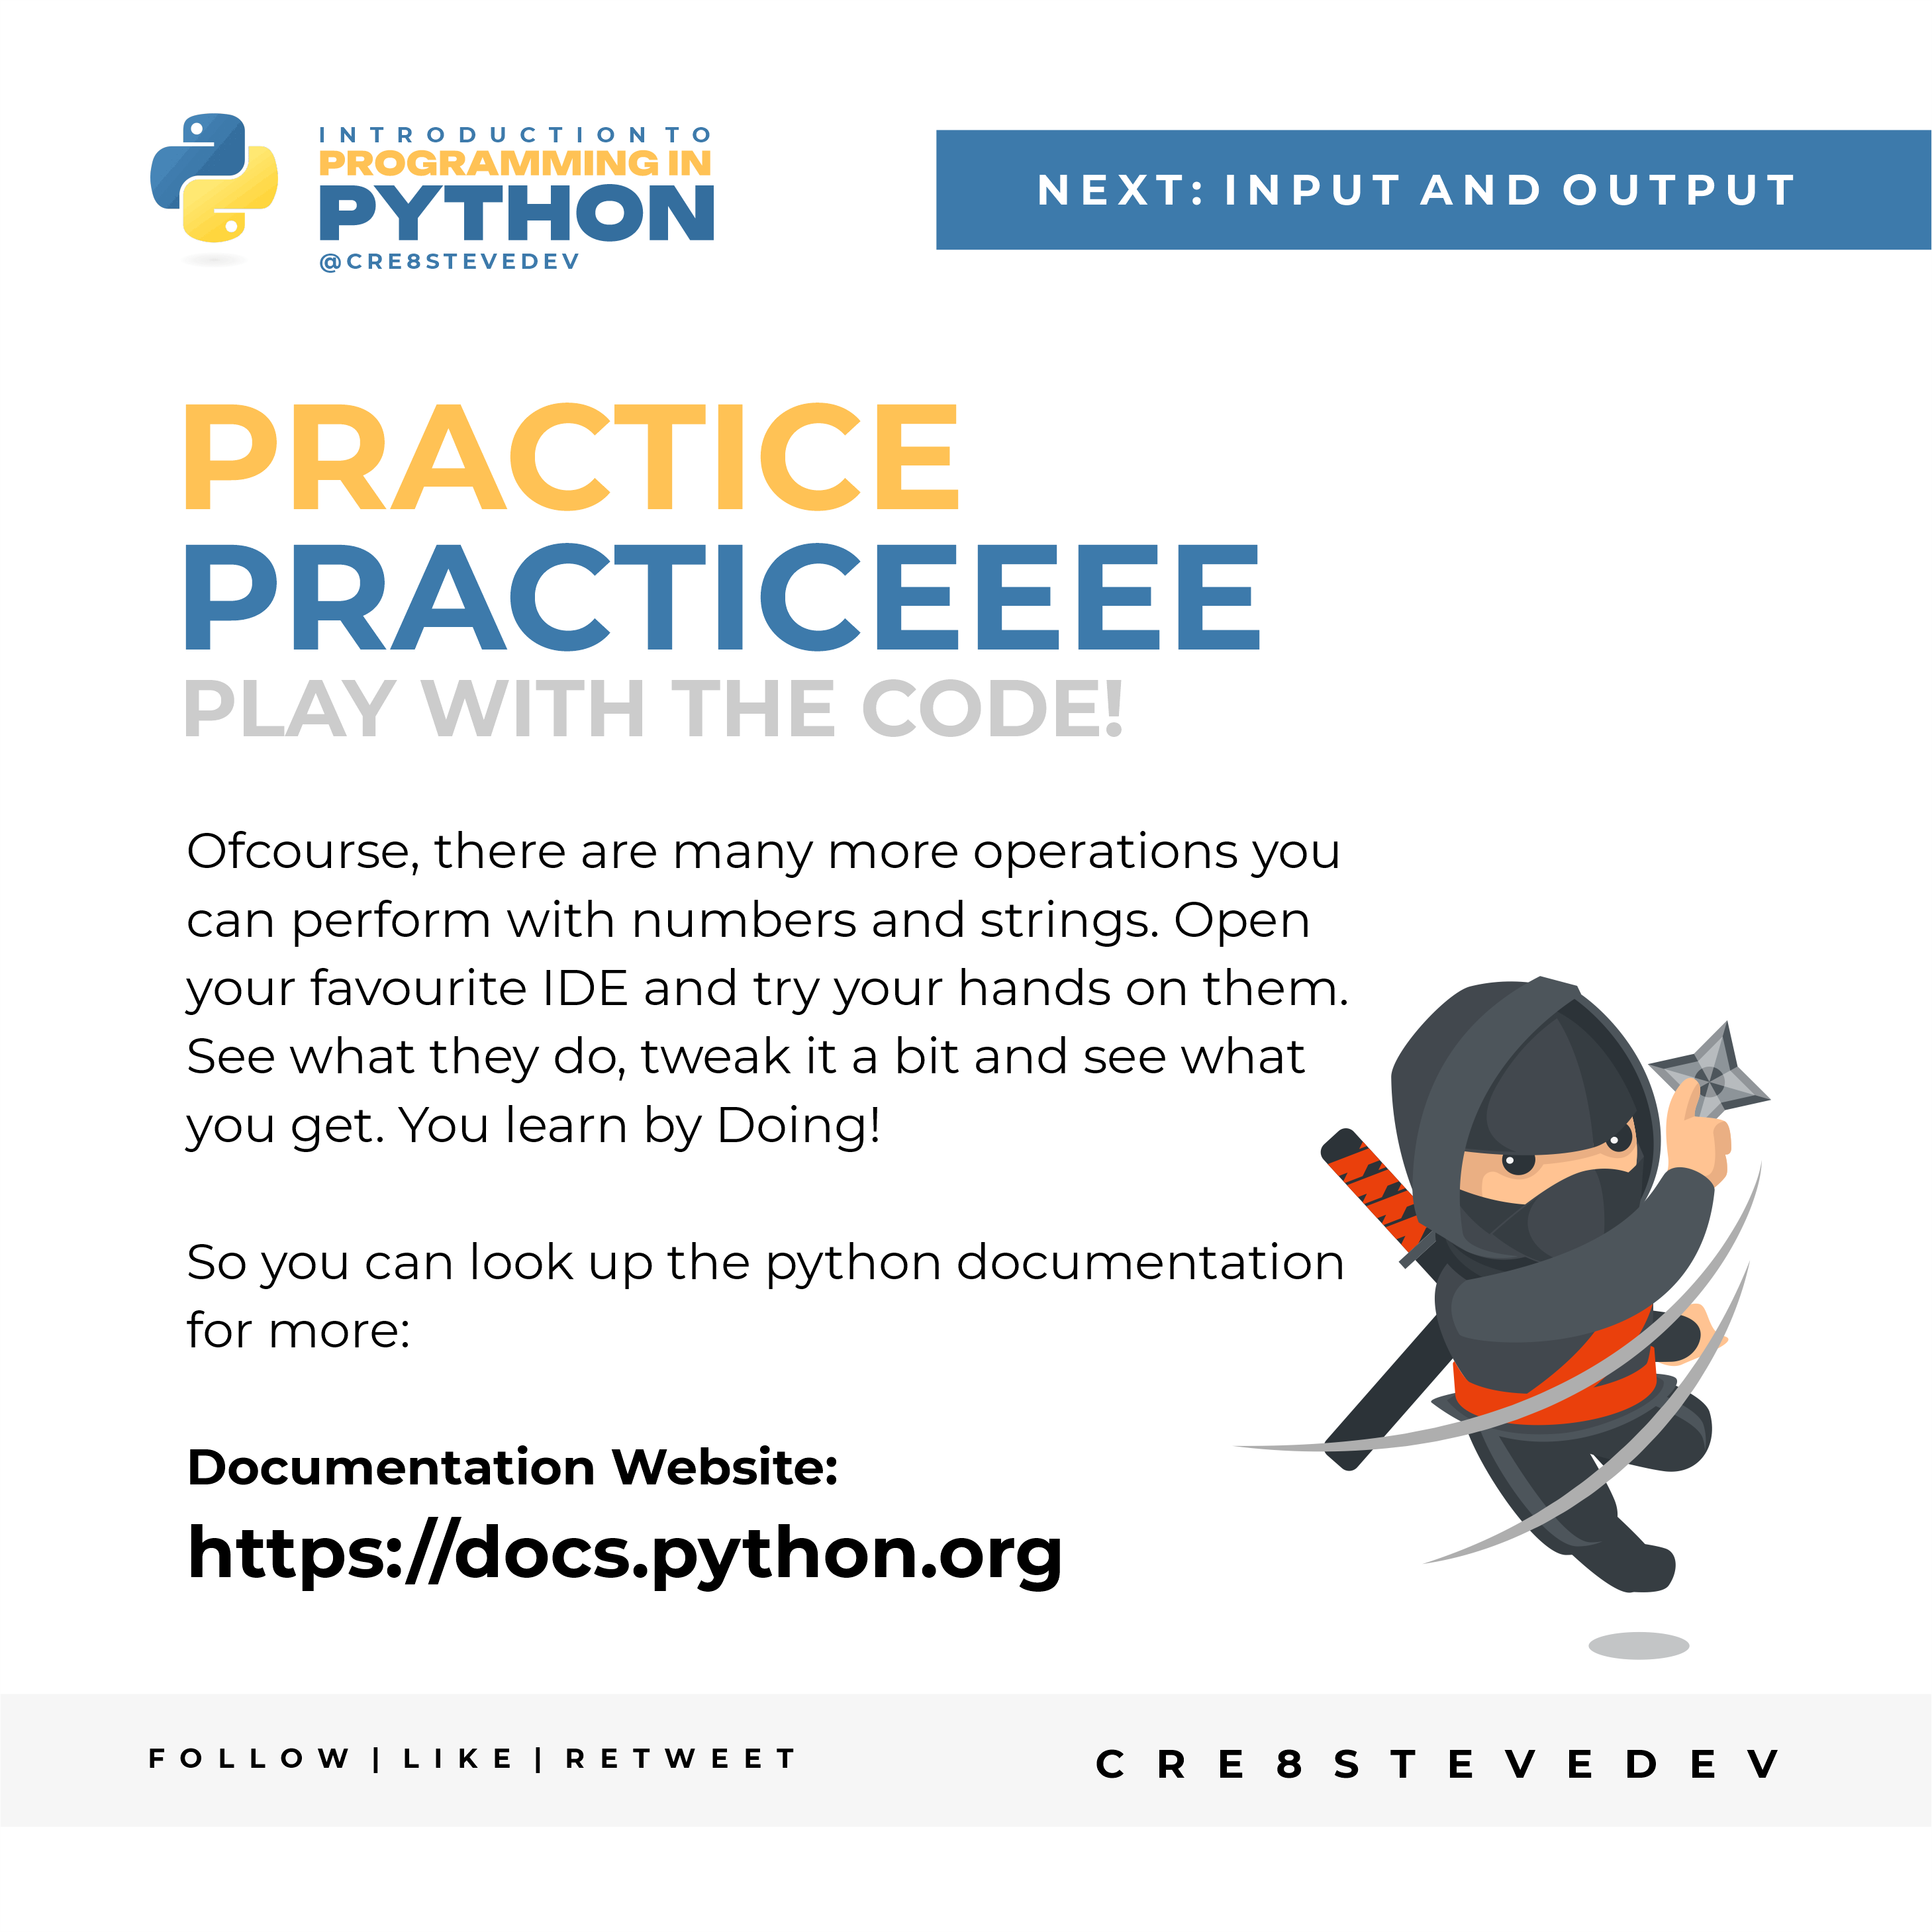 INTRODUCTION TO
PROGRAMMING IN
PYTHON
@CRE8STEVEDEV
NEXT: INPUT AND OUTPUT
PRACTICE
PRACTICEEEE
PLAY WITH THE CODE!
Ofcourse, there are many more operations you
can perform with numbers and strings. Open
your favourite IDE and try your hands on them.
See what they do, tweak it a bit and see what
you get. You learn by Doing!
So you can look up the python documentation
for more:
Documentation Website:
https://docs.python.org
FOLLOW | LIKE | RETWEET
CRE8STEVEDEV